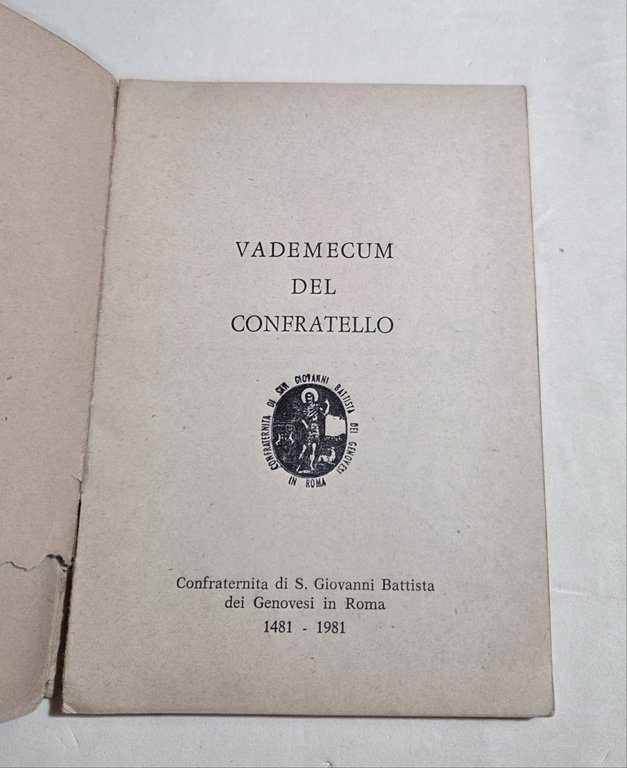 VADEMECUM
DEL
CONFRATELLO
CONFRATERNITA DI SAN GIOVANNI BATTISTA DEI GENOVESI
IN ROMA
Confraternita di S. Giovanni Battista
dei Genovesi in Roma
1481 - 1981